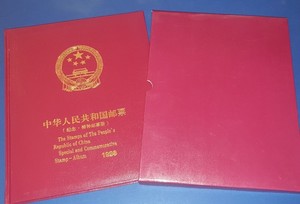 中华人民共和国邮票
(纪念·特种邮票册)
The Stamps of The People's
Republic of China
Special and Commemorative
Stamp-Album